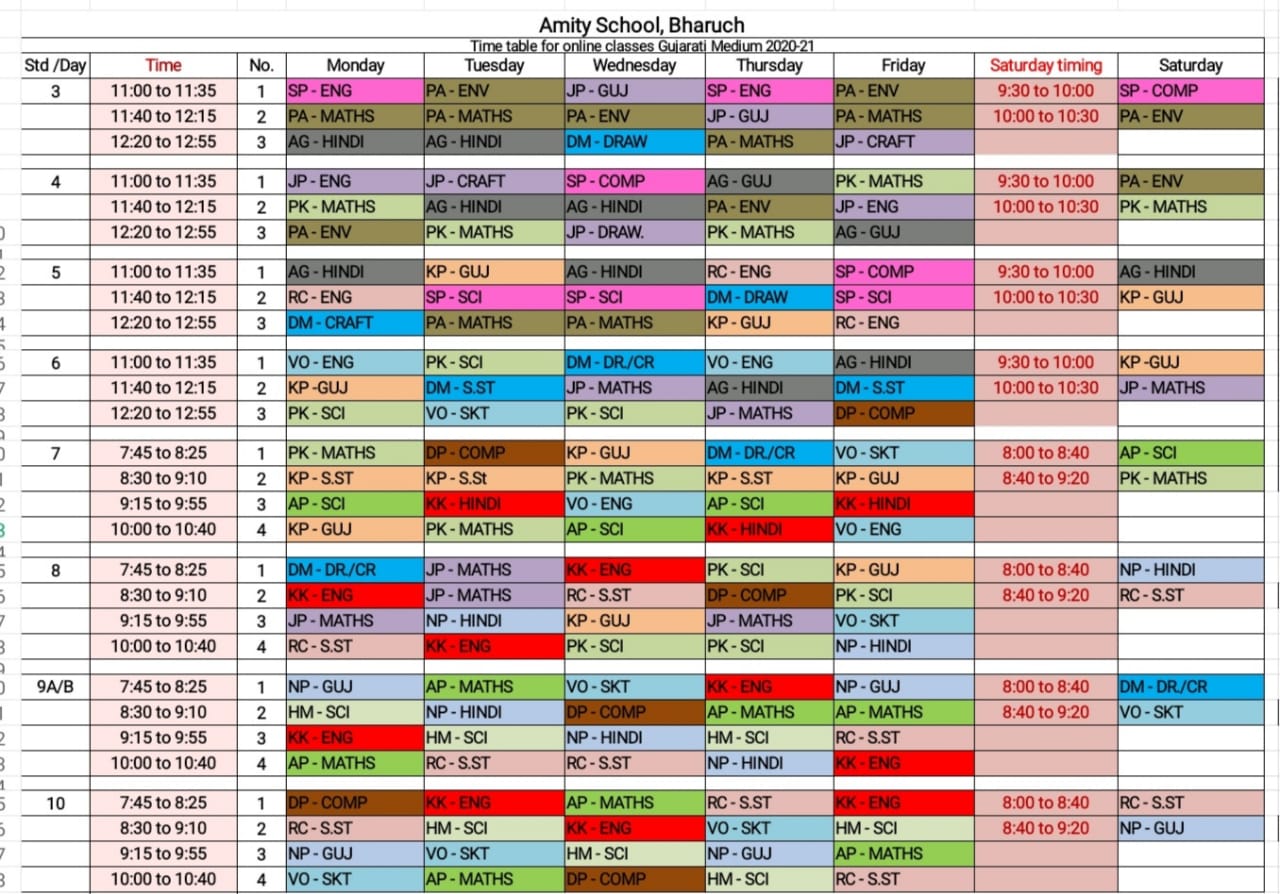 Amity School, Bharuch
Time table for online classes Gujarati Medium 2020-21
Std /Day Time No. Monday Tuesday Wednesday Thursday Friday Saturday timing Saturday
3 11:00 to 11:35 1 SP - ENG PA - ENV JP - GUJ SP - ENG PA - ENV 9:30 to 10:00 SP - COMP
11:40 to 12:15 2 PA - MATHS PA - MATHS PA - ENV JP - GUJ PA - MATHS 10:00 to 10:30 PA - ENV
12:20 to 12:55 3 AG - HINDI AG - HINDI DM - DRAW PA - MATHS JP - CRAFT
4 11:00 to 11:35 1 JP - ENG JP - CRAFT SP - COMP AG - GUJ PK - MATHS 9:30 to 10:00 PA - ENV
11:40 to 12:15 2 PK - MATHS AG - HINDI AG - HINDI PA - ENV JP - ENG 10:00 to 10:30 PK - MATHS
12:20 to 12:55 3 PA - ENV PK - MATHS JP - DRAW. PK - MATHS AG - GUJ
5 11:00 to 11:35 1 AG - HINDI KP - GUJ AG - HINDI RC - ENG SP - COMP 9:30 to 10:00 AG - HINDI
11:40 to 12:15 2 RC - ENG SP - SCI SP - SCI DM - DRAW SP - SCI 10:00 to 10:30 KP - GUJ
12:20 to 12:55 3 DM - CRAFT PA - MATHS PA - MATHS KP - GUJ RC - ENG
6 11:00 to 11:35 1 VO - ENG PK - SCI DM - DR./CR VO - ENG AG - HINDI 9:30 to 10:00 KP -GUJ
11:40 to 12:15 2 KP -GUJ DM - S.ST JP - MATHS AG - HINDI DM - S.ST 10:00 to 10:30 JP - MATHS
12:20 to 12:55 3 PK - SCI VO - SKT PK - SCI JP - MATHS DP - COMP
7 7:45 to 8:25 1 PK - MATHS DP - COMP KP - GUJ DM - DR./CR VO - SKT 8:00 to 8:40 AP - SCI
8:30 to 9:10 2 KP - S.ST KP - S.St PK - MATHS KP - S.ST KP - GUJ 8:40 to 9:20 PK - MATHS
9:15 to 9:55 3 AP - SCI KK - HINDI VO - ENG AP - SCI KK - HINDI
10:00 to 10:40 4 KP - GUJ PK - MATHS AP - SCI KK - HINDI VO - ENG
8 7:45 to 8:25 1 DM - DR./CR JP - MATHS KK - ENG PK - SCI KP - GUJ 8:00 to 8:40 NP - HINDI
8:30 to 9:10 2 KK - ENG JP - MATHS RC - S.ST DP - COMP PK - SCI 8:40 to 9:20 RC - S.ST
9:15 to 9:55 3 JP - MATHS NP - HINDI KP - GUJ JP - MATHS VO - SKT
10:00 to 10:40 4 RC - S.ST KK - ENG PK - SCI PK - SCI NP - HINDI
9A/B 7:45 to 8:25 1 NP - GUJ AP - MATHS VO - SKT KK - ENG NP - GUJ 8:00 to 8:40 DM - DR./CR
8:30 to 9:10 2 HM - SCI NP - HINDI DP - COMP AP - MATHS AP - MATHS 8:40 to 9:20 VO - SKT
9:15 to 9:55 3 KK - ENG HM - SCI NP - HINDI HM - SCI RC - S.ST
10:00 to 10:40 4 AP - MATHS RC - S.ST RC - S.ST NP - HINDI KK - ENG
10 7:45 to 8:25 1 DP - COMP KK - ENG AP - MATHS RC - S.ST KK - ENG 8:00 to 8:40 RC - S.ST
8:30 to 9:10 2 RC - S.ST HM - SCI KK - ENG VO - SKT HM - SCI 8:40 to 9:20 NP - GUJ
9:15 to 9:55 3 NP - GUJ VO - SKT HM - SCI NP - GUJ AP - MATHS
10:00 to 10:40 4 VO - SKT AP - MATHS DP - COMP HM - SCI RC - S.ST